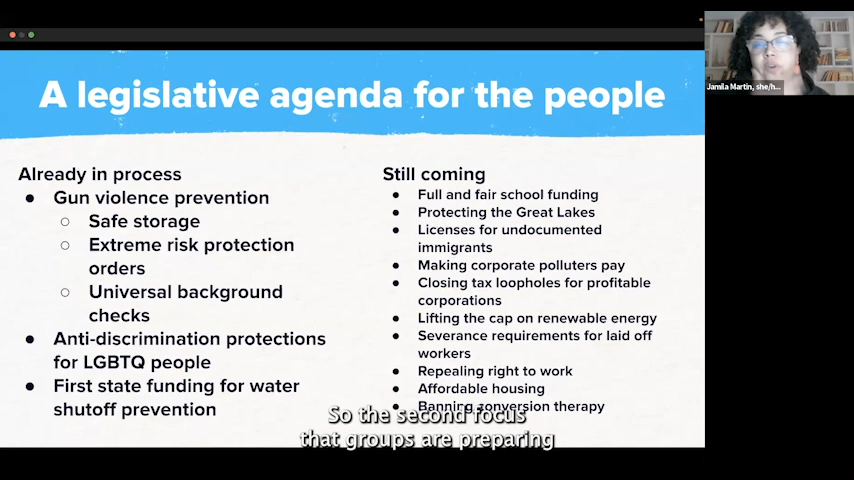 A legislative agenda for the people
Jamila Martin, she/h...
Already in process
● Gun violence prevention
○ Safe storage
○ Extreme risk protection
orders
○ Universal background
checks
● Anti-discrimination protections
for LGBTQ people
● First state funding for water
shutoff prevention
Still coming
● Full and fair school funding
● Protecting the Great Lakes
● Licenses for undocumented
immigrants
● Making corporate polluters pay
● Closing tax loopholes for profitable
corporations
● Lifting the cap on renewable energy
● Severance requirements for laid off
workers
● Repealing right to work
● Affordable housing
● Banning conversion therapy
So the second focus
that groups are preparing